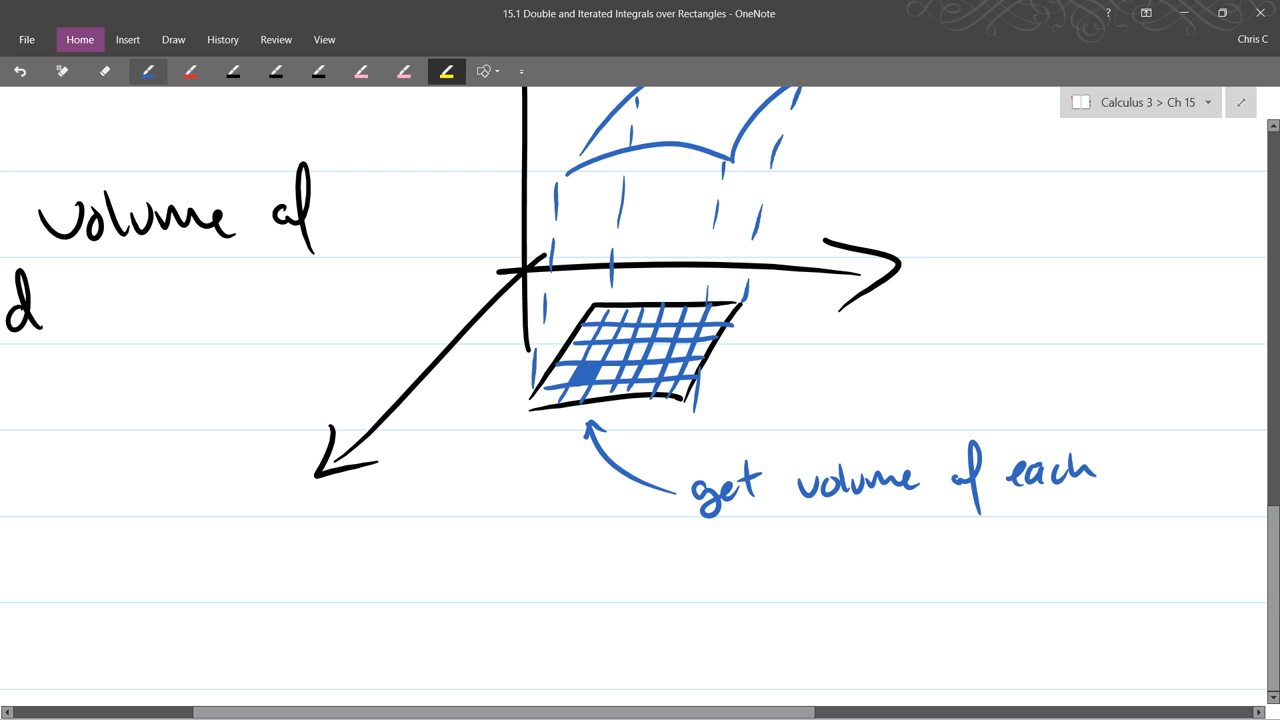 15.1 Double and Iterated Integrals over Rectangles - OneNote
File Home Insert Draw History Review View
Chris C
Calculus 3 > Ch 15
volume of
d
get volume of each